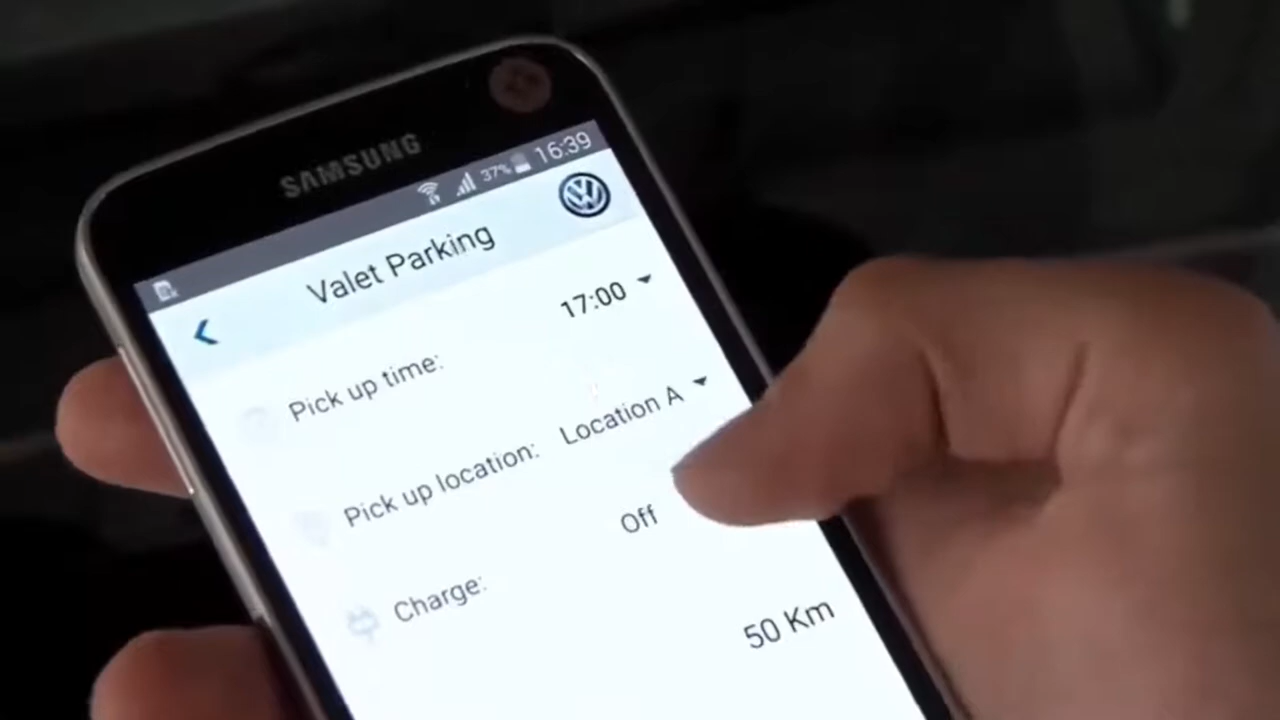 SAMSUNG
37% 16:39
Valet Parking
Pick up time: 17:00
Pick up location: Location A
Charge: Off
50 Km